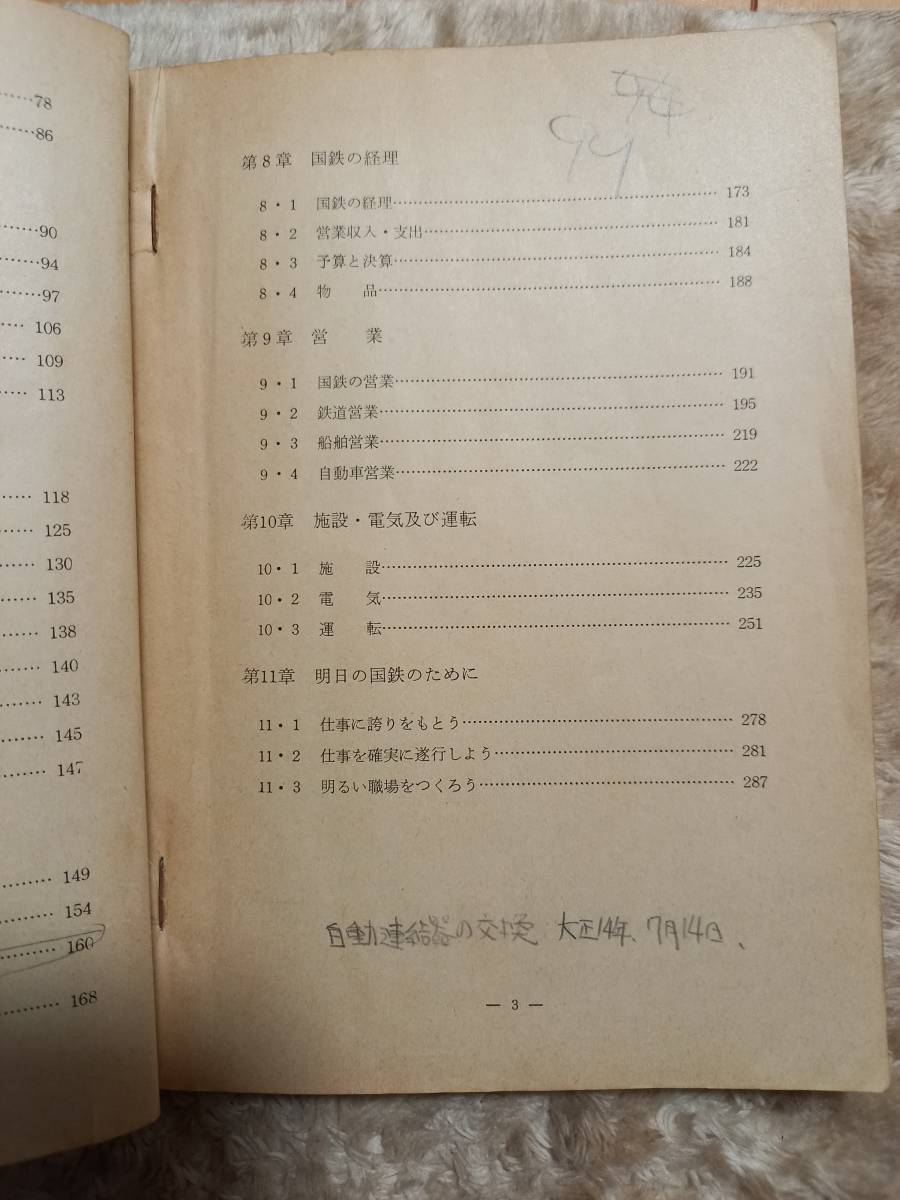 78
86
90
94
97
106
109
113
118
125
130
135
138
140
143
145
147
149
154
160
168
第8章 国鉄の経理
8・1 国鉄の経理 173
8・2 営業収入・支出 181
8・3 予算と決算 184
8・4 物 品 188
第9章 営 業
9・1 国鉄の営業 191
9・2 鉄道営業 195
9・3 船舶営業 219
9・4 自動車営業 222
第10章 施設・電気及び運転
10・1 施 設 225
10・2 電 気 235
10・3 運 転 251
第11章 明日の国鉄のために
11・1 仕事に誇りをもとう 278
11・2 仕事を確実に遂行しよう 281
11・3 明るい職場をつくろう 287
自動連結器の交換 大正14年、7月14日、
— 3 —